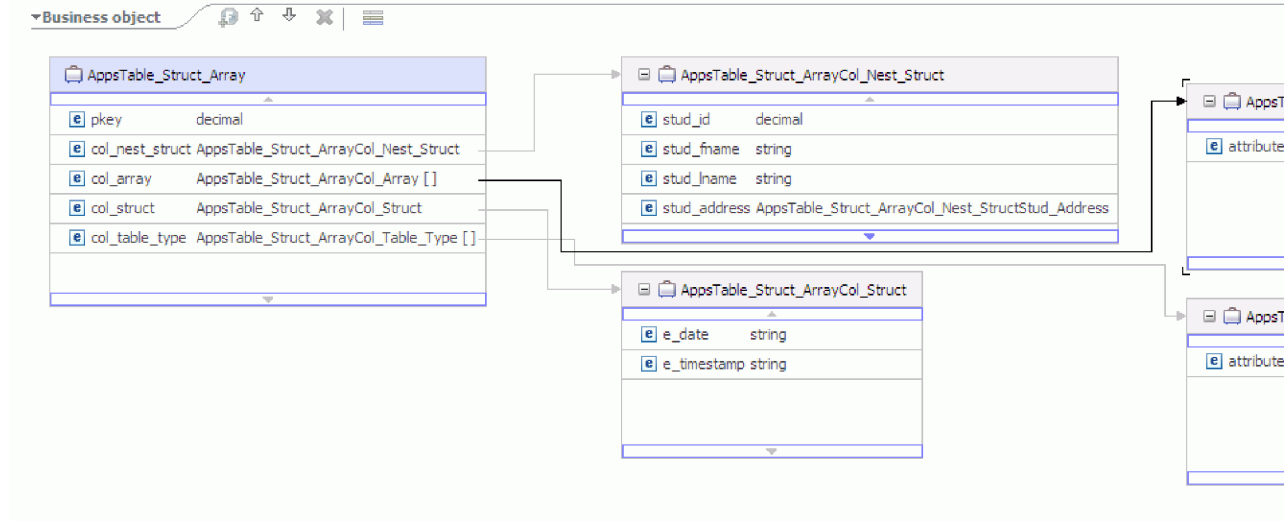 Business object
AppsTable_Struct_Array
pkey decimal
col_nest_struct AppsTable_Struct_ArrayCol_Nest_Struct
col_array AppsTable_Struct_ArrayCol_Array [ ]
col_struct AppsTable_Struct_ArrayCol_Struct
col_table_type AppsTable_Struct_ArrayCol_Table_Type [ ]
AppsTable_Struct_ArrayCol_Nest_Struct
stud_id decimal
stud_fname string
stud_lname string
stud_address AppsTable_Struct_ArrayCol_Nest_StructStud_Address
AppsTable_Struct_ArrayCol_Struct
e_date string
e_timestamp string
AppsT
attribute
AppsT
attribute